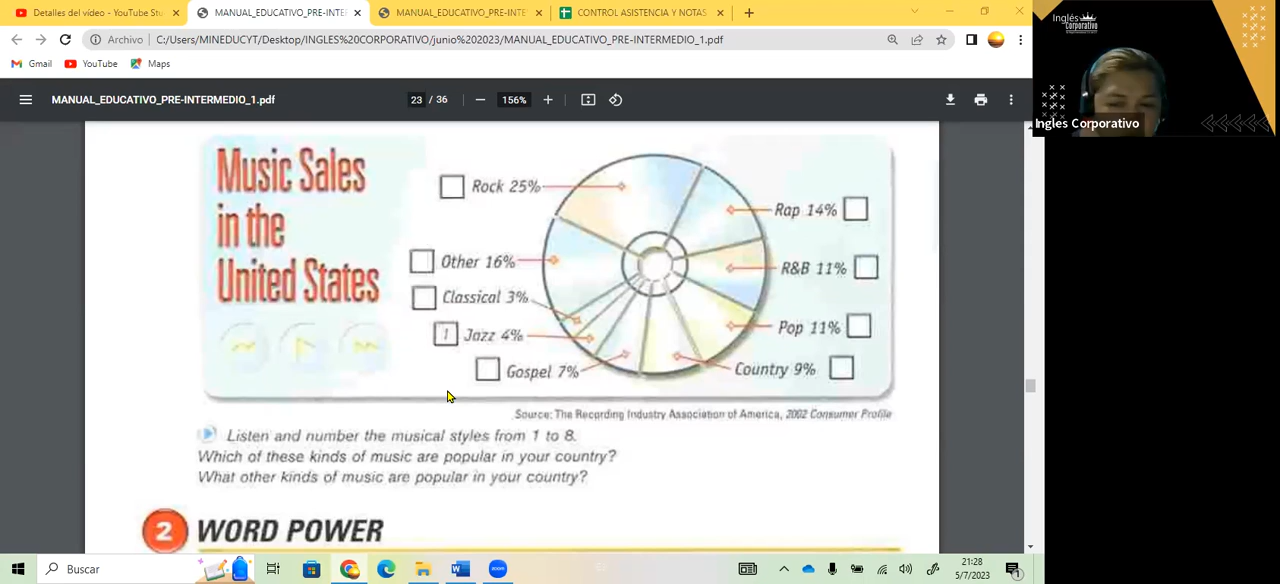 Detalles del vídeo - YouTube Stu
MANUAL_EDUCATIVO_PRE-INTER
MANUAL_EDUCATIVO_PRE-INTE
CONTROL ASISTENCIA Y NOTAS
Archivo
C:/Users/MINEDUCYT/Desktop/INGLES%20CORPORATIVO/junio%202023/MANUAL_EDUCATIVO_PRE-INTERMEDIO_1.pdf
Gmail
YouTube
Maps
MANUAL_EDUCATIVO_PRE-INTERMEDIO_1.pdf
23 / 36
156%
Inglés
Corporativo
Ingles Corporativo
Music Sales
in the
United States
Rock 25%
Other 16%
Classical 3%
1 Jazz 4%
Gospel 7%
Rap 14%
R&B 11%
Pop 11%
Country 9%
Source: The Recording Industry Association of America, 2002 Consumer Profile
Listen and number the musical styles from 1 to 8.
Which of these kinds of music are popular in your country?
What other kinds of music are popular in your country?
2 WORD POWER
Buscar
zoom
21:28
5/7/2023
1